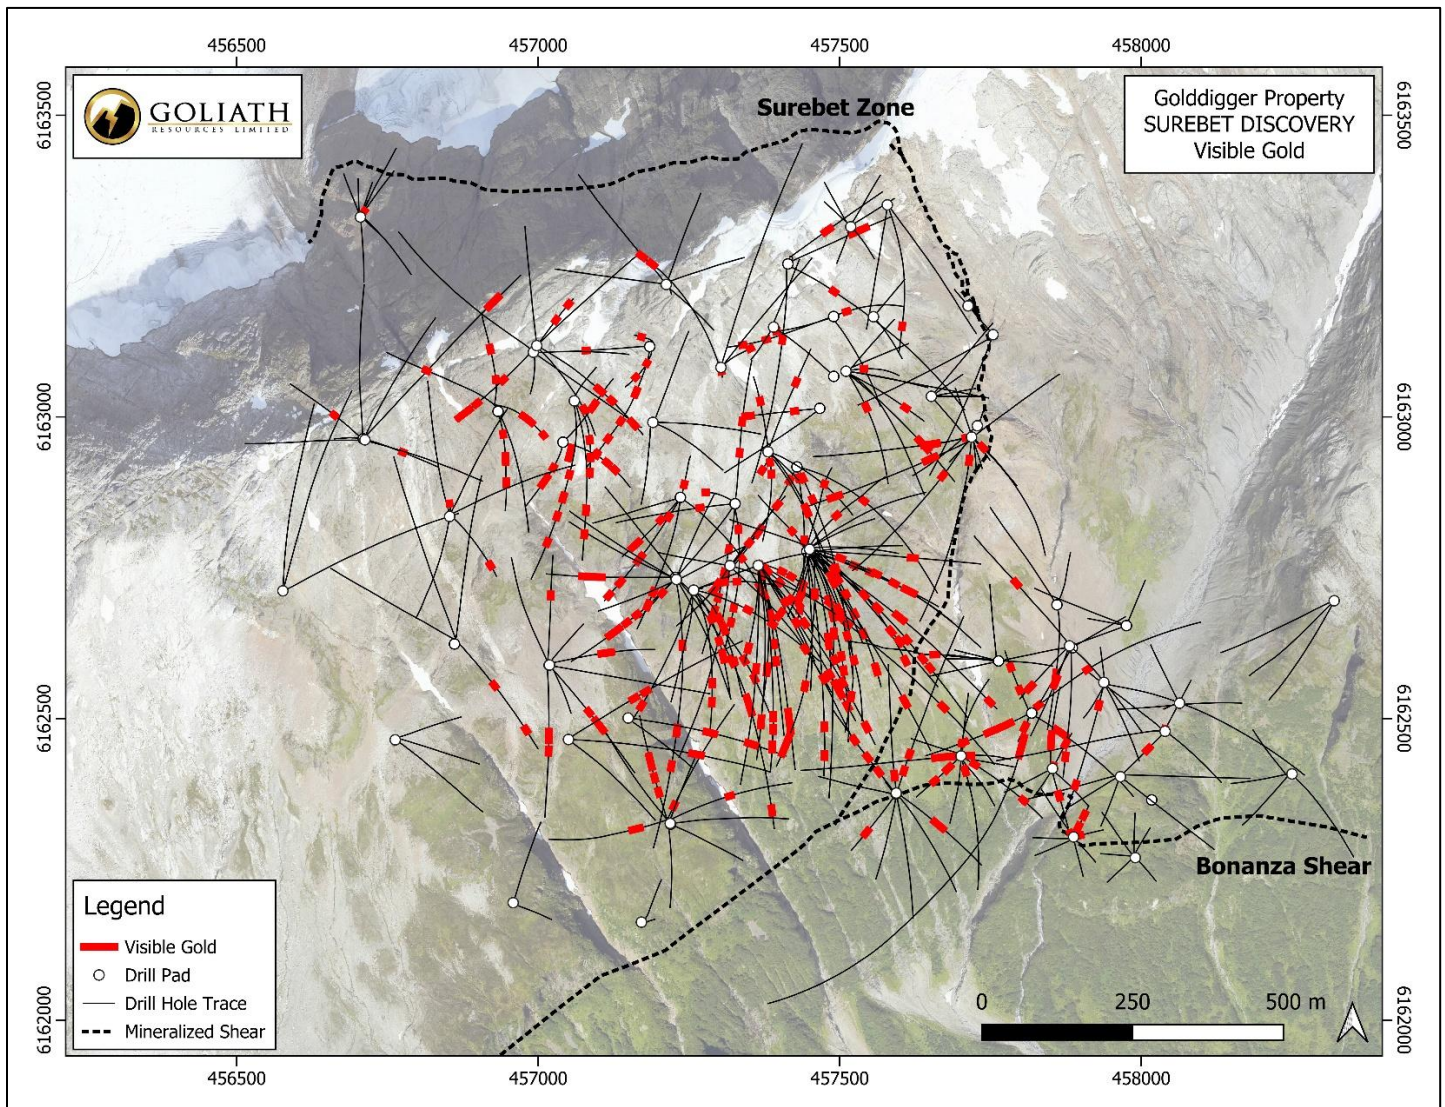 456500
457000
457500
458000
6163500
6163500
GOLIATH
RESOURCES LIMITED
Surebet Zone
Golddigger Property
SUREBET DISCOVERY
Visible Gold
6163000
6163000
6162500
6162500
Bonanza Shear
Legend
Visible Gold
Drill Pad
Drill Hole Trace
Mineralized Shear
0 250 500 m
6162000
6162000
456500
457000
457500
458000